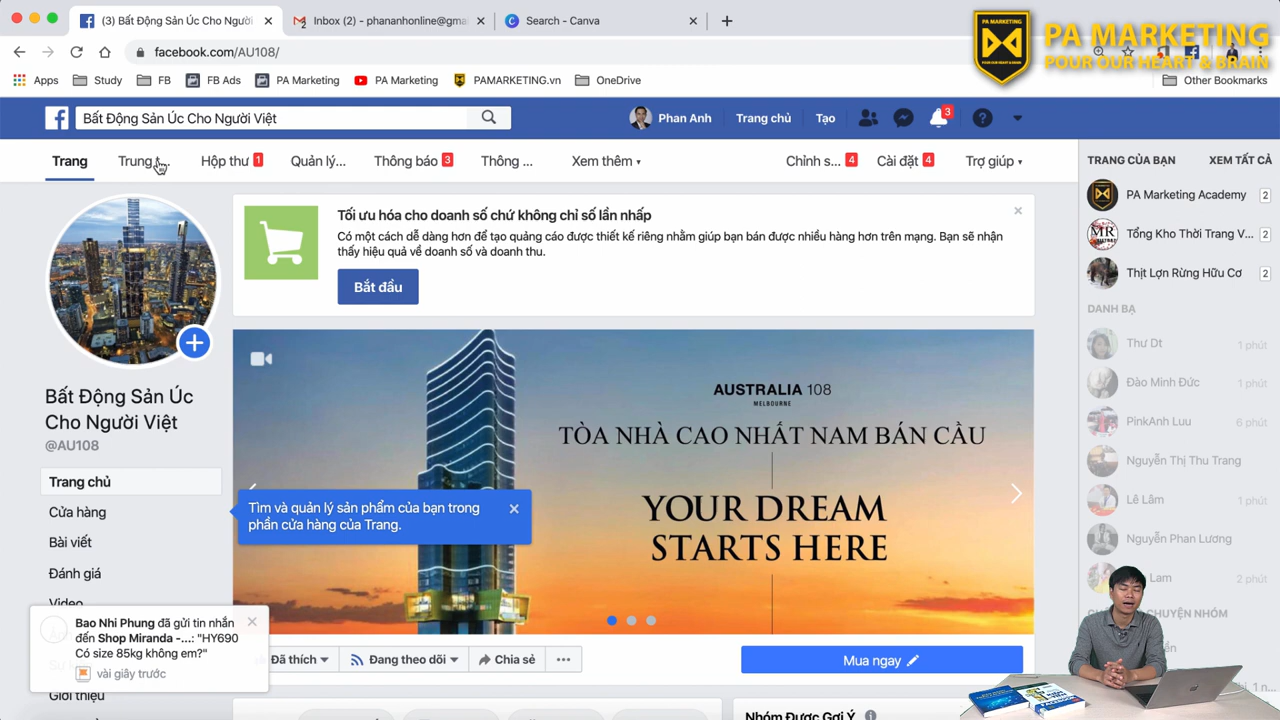 (3) Bất Động Sản Úc Cho Người
Inbox (2) - phananhonline@gma
Search - Canva
facebook.com/AU108/
PA MARKETING
PA MARKETING
POUR OUR HEART & BRAIN
Apps
Study
FB
FB Ads
PA Marketing
PA Marketing
PAMARKETING.vn
OneDrive
Other Bookmarks
Bất Động Sản Úc Cho Người Việt
Phan Anh
Trang chủ
Tạo
3
Trang
Trung t...
Hộp thư 1
Quản lý...
Thông báo 3
Thông ...
Xem thêm
Chỉnh s... 4
Cài đặt 4
Trợ giúp
TRANG CỦA BẠN
XEM TẤT CẢ
PA Marketing Academy 2
Tổng Kho Thời Trang V... 2
Thịt Lợn Rừng Hữu Cơ 2
DANH BẠ
Thư Dt 1 phút
Đào Minh Đức 1 phút
PinkAnh Luu 6 phút
Nguyễn Thị Thu Trang
Lê Lâm 1 phút
Nguyễn Phan Lương
Lam 2 phút
CHUYỆN NHÓM
Tối ưu hóa cho doanh số chứ không chỉ số lần nhấp
Có một cách dễ dàng hơn để tạo quảng cáo được thiết kế riêng nhằm giúp bạn bán được nhiều hàng hơn trên mạng. Bạn sẽ nhận
thấy hiệu quả về doanh số và doanh thu.
Bắt đầu
Bất Động Sản Úc
Cho Người Việt
@AU108
Trang chủ
Cửa hàng
Bài viết
Đánh giá
Video
Giới thiệu
AUSTRALIA 108
MELBOURNE
TÒA NHÀ CAO NHẤT NAM BÁN CẦU
YOUR DREAM
STARTS HERE
Tìm và quản lý sản phẩm của bạn trong
phần cửa hàng của Trang.
Bao Nhi Phung đã gửi tin nhắn
đến Shop Miranda -...: "HY690
Có size 85kg không em?"
vài giây trước
Đã thích
Đang theo dõi
Chia sẻ
Mua ngay
Nhóm Được Gợi Ý